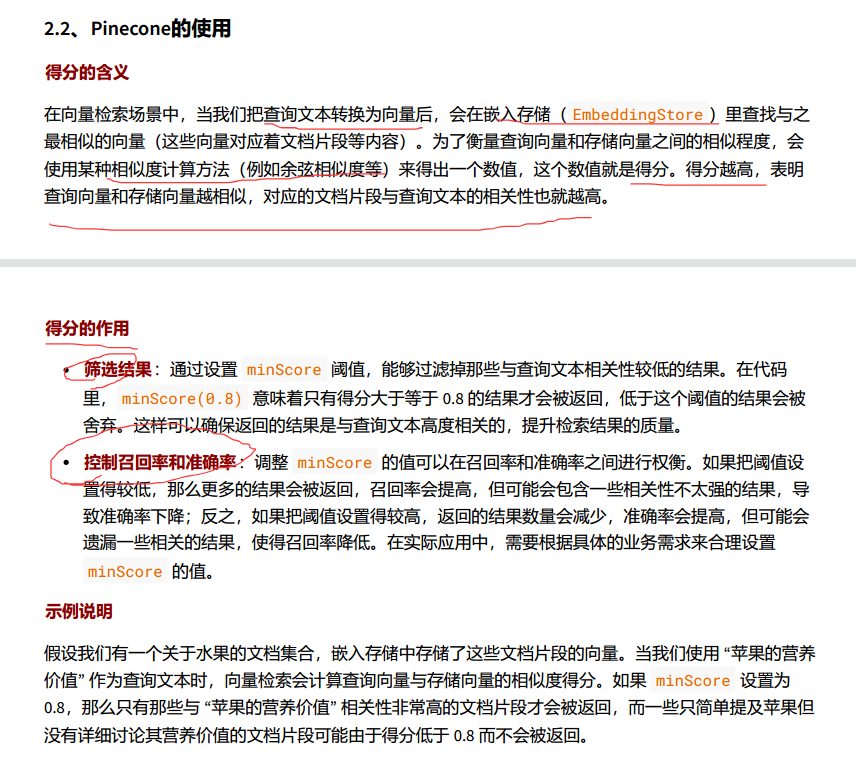 2.2、Pinecone的使用
得分的含义
在向量检索场景中，当我们把查询文本转换为向量后，会在嵌入存储（ EmbeddingStore ）里查找与之
最相似的向量（这些向量对应着文档片段等内容）。为了衡量查询向量和存储向量之间的相似程度，会
使用某种相似度计算方法（例如余弦相似度等）来得出一个数值，这个数值就是得分。得分越高，表明
查询向量和存储向量越相似，对应的文档片段与查询文本的相关性也就越高。
得分的作用
• 筛选结果：通过设置 minScore 阈值，能够过滤掉那些与查询文本相关性较低的结果。在代码
里， minScore(0.8) 意味着只有得分大于等于 0.8 的结果才会被返回，低于这个阈值的结果会被
舍弃。这样可以确保返回的结果是与查询文本高度相关的，提升检索结果的质量。
• 控制召回率和准确率：调整 minScore 的值可以在召回率和准确率之间进行权衡。如果把阈值设
置得较低，那么更多的结果会被返回，召回率会提高，但可能会包含一些相关性不太强的结果，导
致准确率下降；反之，如果把阈值设置得较高，返回的结果数量会减少，准确率会提高，但可能会
遗漏一些相关的结果，使得召回率降低。在实际应用中，需要根据具体的业务需求来合理设置
minScore 的值。
示例说明
假设我们有一个关于水果的文档集合，嵌入存储中存储了这些文档片段的向量。当我们使用 “苹果的营养
价值” 作为查询文本时，向量检索会计算查询向量与存储向量的相似度得分。如果 minScore 设置为
0.8，那么只有那些与 “苹果的营养价值” 相关性非常高的文档片段才会被返回，而一些只简单提及苹果但
没有详细讨论其营养价值的文档片段可能由于得分低于 0.8 而不会被返回。